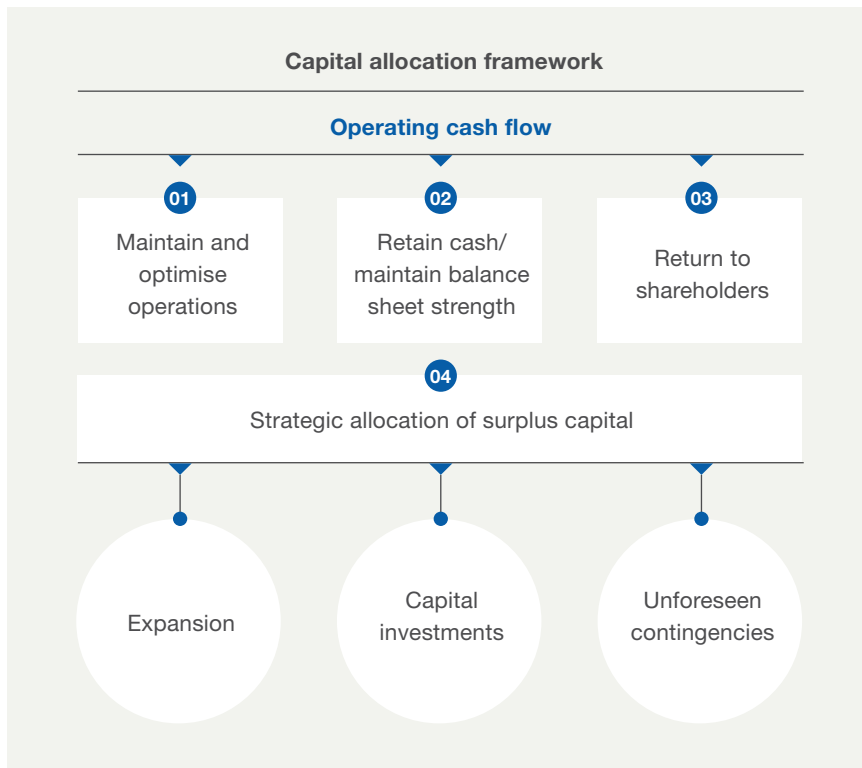 Capital allocation framework
Operating cash flow
01
Maintain and
optimise
operations
02
Retain cash/
maintain balance
sheet strength
03
Return to
shareholders
04
Strategic allocation of surplus capital
Expansion
Capital
investments
Unforeseen
contingencies